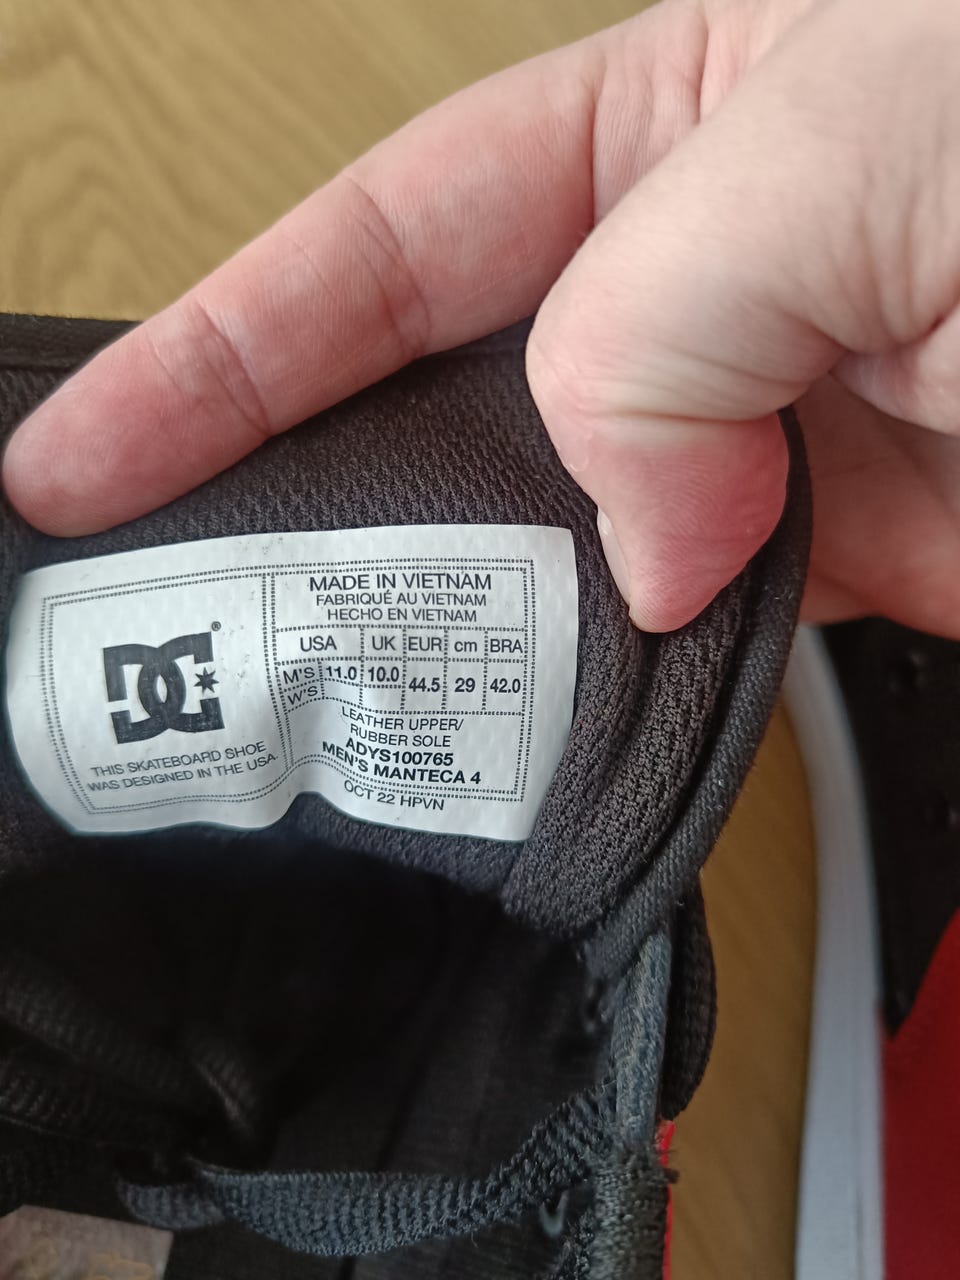 DC®
THIS SKATEBOARD SHOE
WAS DESIGNED IN THE USA.
MADE IN VIETNAM
FABRIQUÉ AU VIETNAM
HECHO EN VIETNAM
USA UK EUR cm BRA
M'S 11.0 10.0 44.5 29 42.0
W'S
LEATHER UPPER/
RUBBER SOLE
ADYS100765
MEN'S MANTECA 4
OCT 22 HPVN